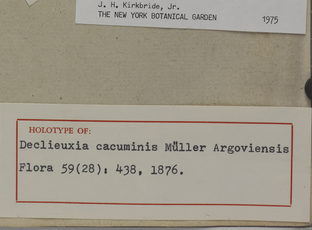 J. H. Kirkbride, Jr.
THE NEW YORK BOTANICAL GARDEN 1975
HOLOTYPE OF:
Declieuxia cacuminis Müller Argoviensis
Flora 59(28): 438, 1876.